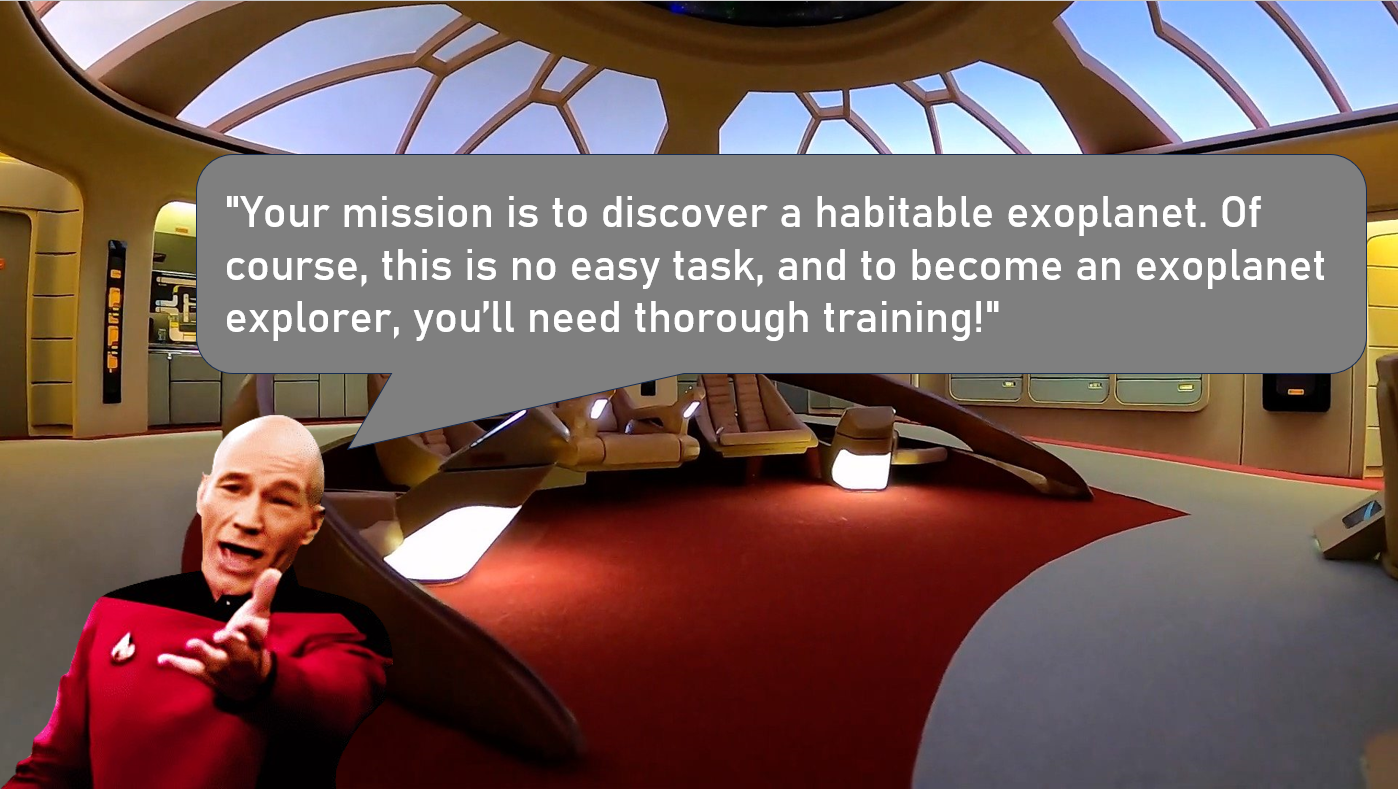 "Your mission is to discover a habitable exoplanet. Of
course, this is no easy task, and to become an exoplanet
explorer, you’ll need thorough training!"